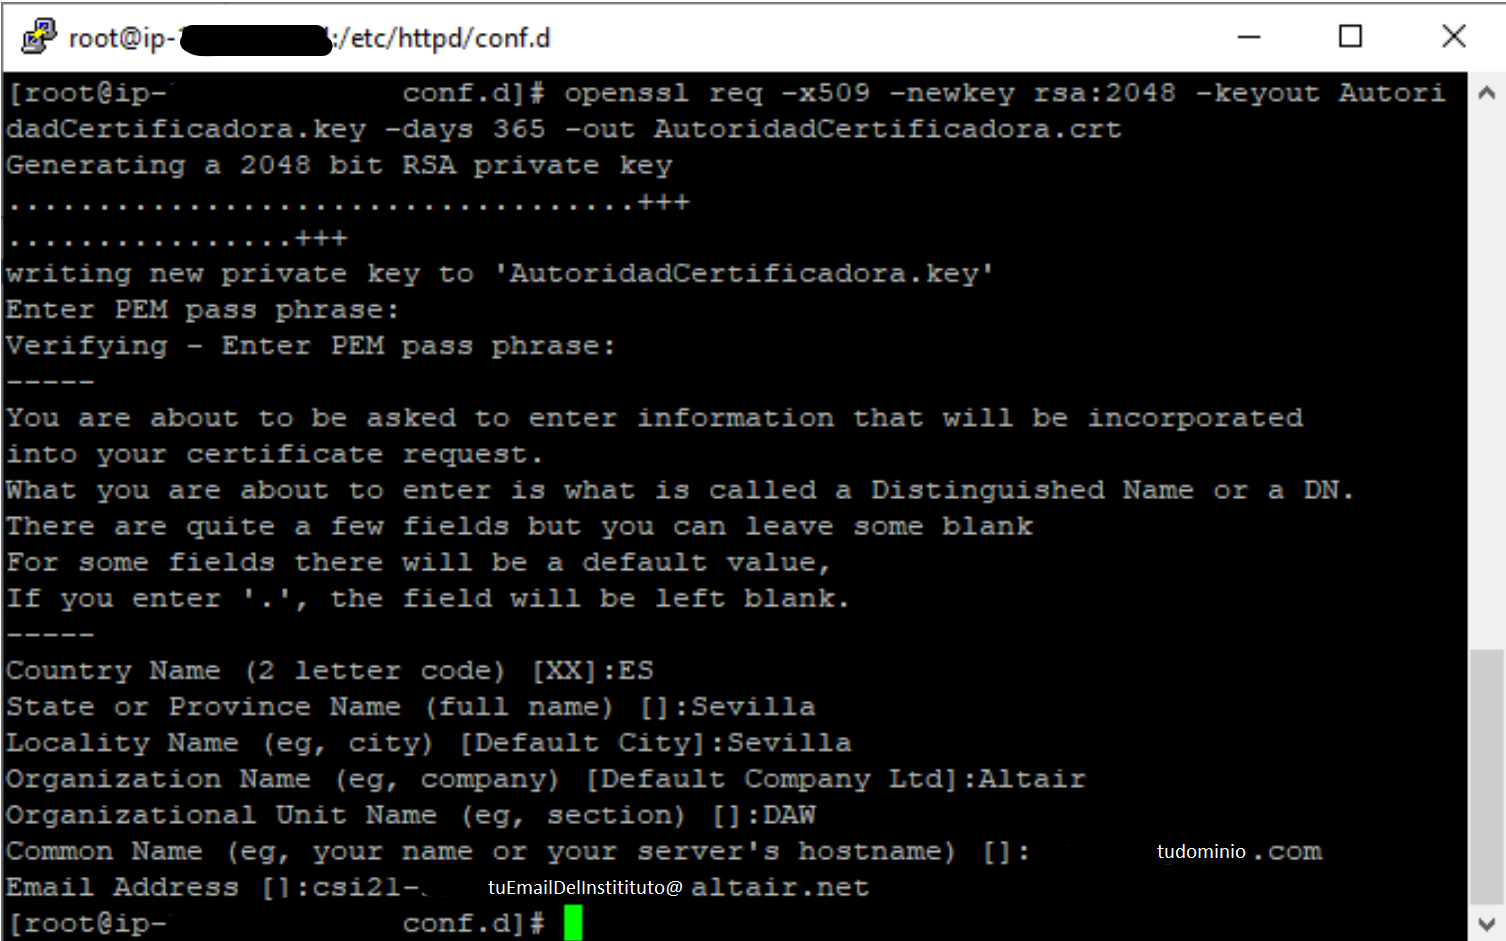 root@ip- :/etc/httpd/conf.d
[root@ip- conf.d]# openssl req -x509 -newkey rsa:2048 -keyout Autori
dadCertificadora.key -days 365 -out AutoridadCertificadora.crt
Generating a 2048 bit RSA private key
...................................+++
................+++
writing new private key to 'AutoridadCertificadora.key'
Enter PEM pass phrase:
Verifying - Enter PEM pass phrase:
-----
You are about to be asked to enter information that will be incorporated
into your certificate request.
What you are about to enter is what is called a Distinguished Name or a DN.
There are quite a few fields but you can leave some blank
For some fields there will be a default value,
If you enter '.', the field will be left blank.
-----
Country Name (2 letter code) [XX]:ES
State or Province Name (full name) []:Sevilla
Locality Name (eg, city) [Default City]:Sevilla
Organization Name (eg, company) [Default Company Ltd]:Altair
Organizational Unit Name (eg, section) []:DAW
Common Name (eg, your name or your server's hostname) []: tudominio .com
Email Address []:csi21- tuEmailDelInstitituto@ altair.net
[root@ip- conf.d]#